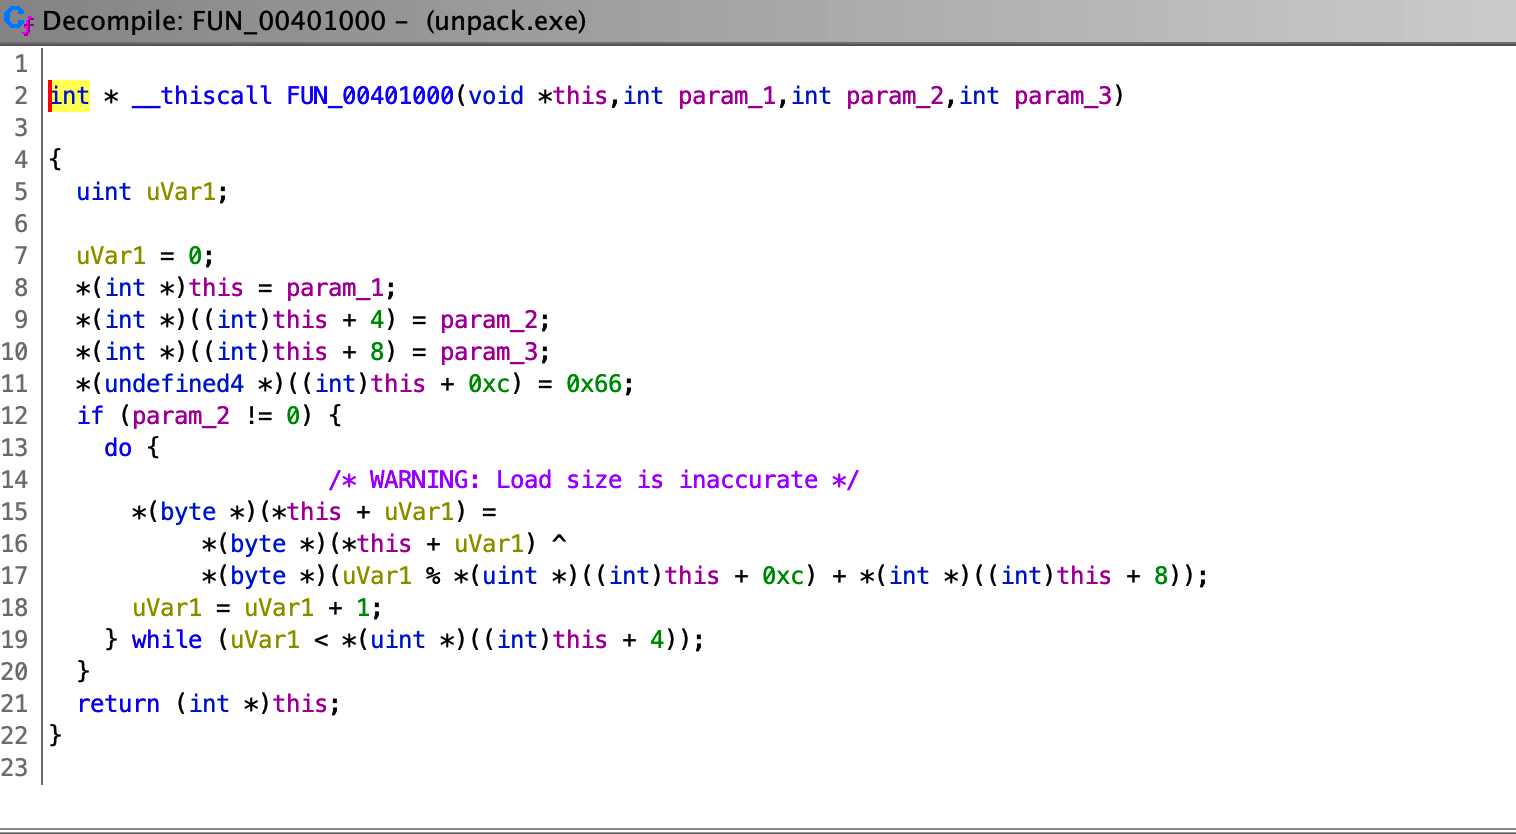 Decompile: FUN_00401000 – (unpack.exe)
1
2 int * __thiscall FUN_00401000(void *this,int param_1,int param_2,int param_3)
3
4 {
5   uint uVar1;
6
7   uVar1 = 0;
8   *(int *)this = param_1;
9   *(int *)((int)this + 4) = param_2;
10   *(int *)((int)this + 8) = param_3;
11   *(undefined4 *)((int)this + 0xc) = 0x66;
12   if (param_2 != 0) {
13     do {
14                     /* WARNING: Load size is inaccurate */
15       *(byte *)(*this + uVar1) =
16            *(byte *)(*this + uVar1) ^
17            *(byte *)(uVar1 % *(uint *)((int)this + 0xc) + *(int *)((int)this + 8));
18       uVar1 = uVar1 + 1;
19     } while (uVar1 < *(uint *)((int)this + 4));
20   }
21   return (int *)this;
22 }
23